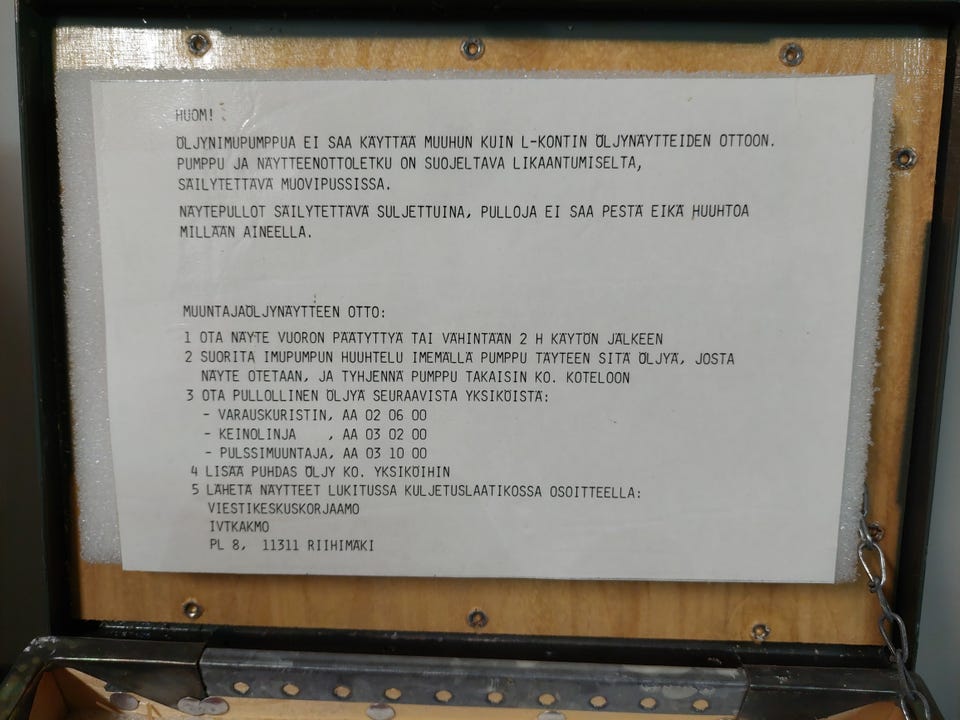 HUOM!
ÖLJYNIMUPUMPPUA EI SAA KÄYTTÄÄ MUUHUN KUIN L-KONTIN ÖLJYNÄYTTEIDEN OTTOON.
PUMPPU JA NÄYTTEENOTTOLETKU ON SUOJELTAVA LIKAANTUMISELTA,
SÄILYTETTÄVÄ MUOVIPUSSISSA.
NÄYTEPULLOT SÄILYTETTÄVÄ SULJETTUINA, PULLOJA EI SAA PESTÄ EIKÄ HUUHTOA
MILLÄÄN AINEELLA.
MUUNTAJAÖLJYNÄYTTEEN OTTO:
1 OTA NÄYTE VUORON PÄÄTYTTYÄ TAI VÄHINTÄÄN 2 H KÄYTÖN JÄLKEEN
2 SUORITA IMUPUMPUN HUUHTELU IMEMÄLLÄ PUMPPU TÄYTEEN SITÄ ÖLJYÄ, JOSTA
NÄYTE OTETAAN, JA TYHJENNÄ PUMPPU TAKAISIN KO. KOTELOON
3 OTA PULLOLLINEN ÖLJYÄ SEURAAVISTA YKSIKÖISTÄ:
- VARAUSKURISTIN, AA 02 06 00
- KEINOLINJA , AA 03 02 00
- PULSSIMUUNTAJA, AA 03 10 00
4 LISÄÄ PUHDAS ÖLJY KO. YKSIKÖIHIN
5 LÄHETÄ NÄYTTEET LUKITUSSA KULJETUSLAATIKOSSA OSOITTEELLA:
VIESTIKESKUSKORJAAMO
IVTKAKMO
PL 8, 11311 RIIHIMÄKI